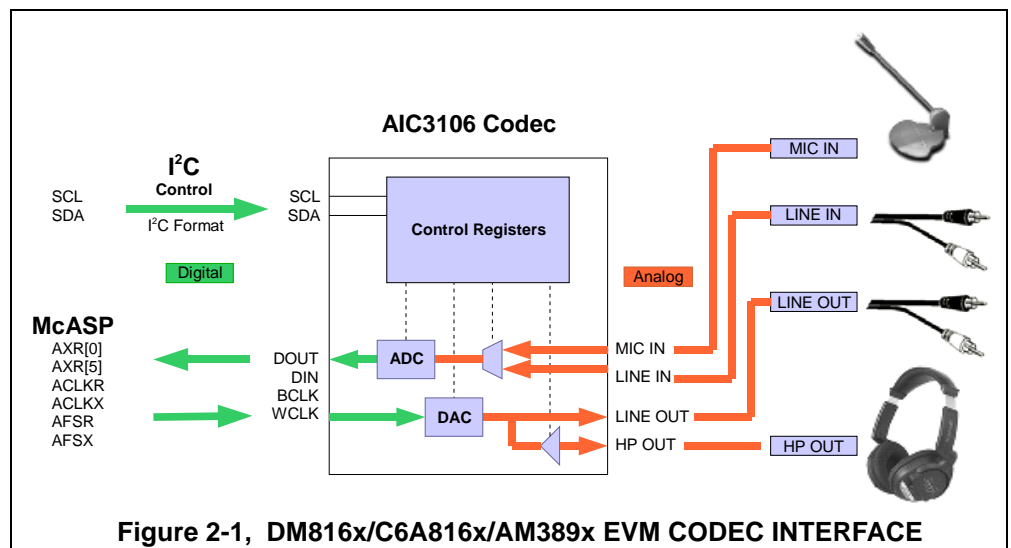 AIC3106 Codec
I²C
Control
I²C Format
SCL
SDA
SCL
SDA
Control Registers
Digital
Analog
MIC IN
LINE IN
LINE OUT
HP OUT
McASP
AXR[0]
AXR[5]
ACLKR
ACLKX
AFSR
AFSX
DOUT
DIN
BCLK
WCLK
ADC
DAC
MIC IN
LINE IN
LINE OUT
HP OUT
Figure 2-1, DM816x/C6A816x/AM389x EVM CODEC INTERFACE